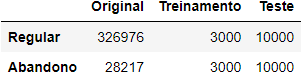 Original Treinamento Teste
Regular 326976 3000 10000
Abandono 28217 3000 10000